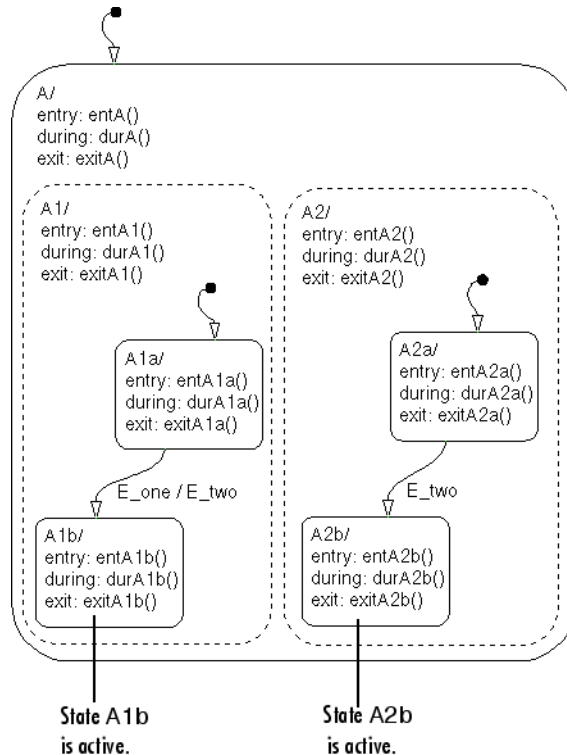 A/
entry: entA()
during: durA()
exit: exitA()
A1/
entry: entA1()
during: durA1()
exit: exitA1()
A2/
entry: entA2()
during: durA2()
exit: exitA2()
A1a/
entry: entA1a()
during: durA1a()
exit: exitA1a()
A2a/
entry: entA2a()
during: durA2a()
exit: exitA2a()
E_one / E_two
E_two
A1b/
entry: entA1b()
during: durA1b()
exit: exitA1b()
A2b/
entry: entA2b()
during: durA2b()
exit: exitA2b()
State A1b
is active.
State A2b
is active.